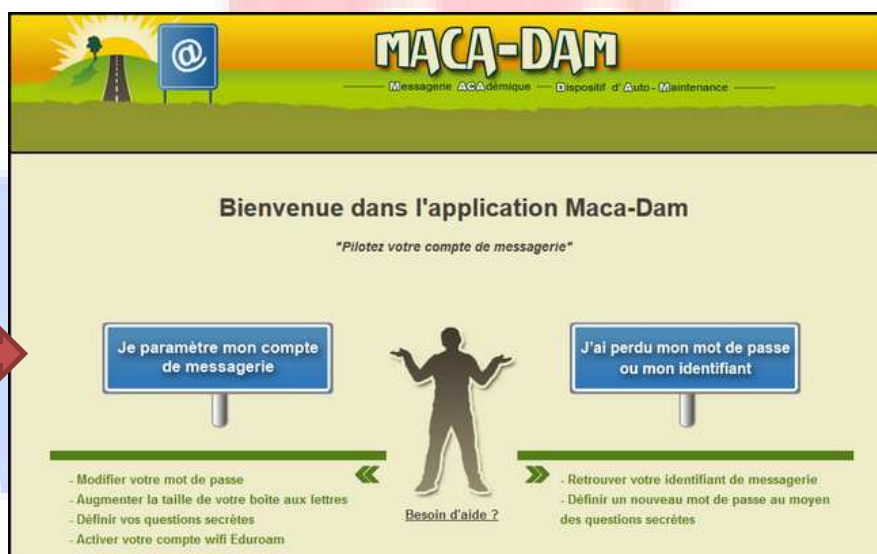 @
MACA-DAM
Messagerie ACAdémique — Dispositif d'Auto-Maintenance
Bienvenue dans l'application Maca-Dam
"Pilotez votre compte de messagerie"
Je paramètre mon compte
de messagerie
- Modifier votre mot de passe
- Augmenter la taille de votre boite aux lettres
- Définir vos questions secrètes
- Activer votre compte wifi Eduroam
Besoin d'aide ?
J'ai perdu mon mot de passe
ou mon identifiant
- Retrouver votre identifiant de messagerie
- Définir un nouveau mot de passe au moyen
des questions secrètes